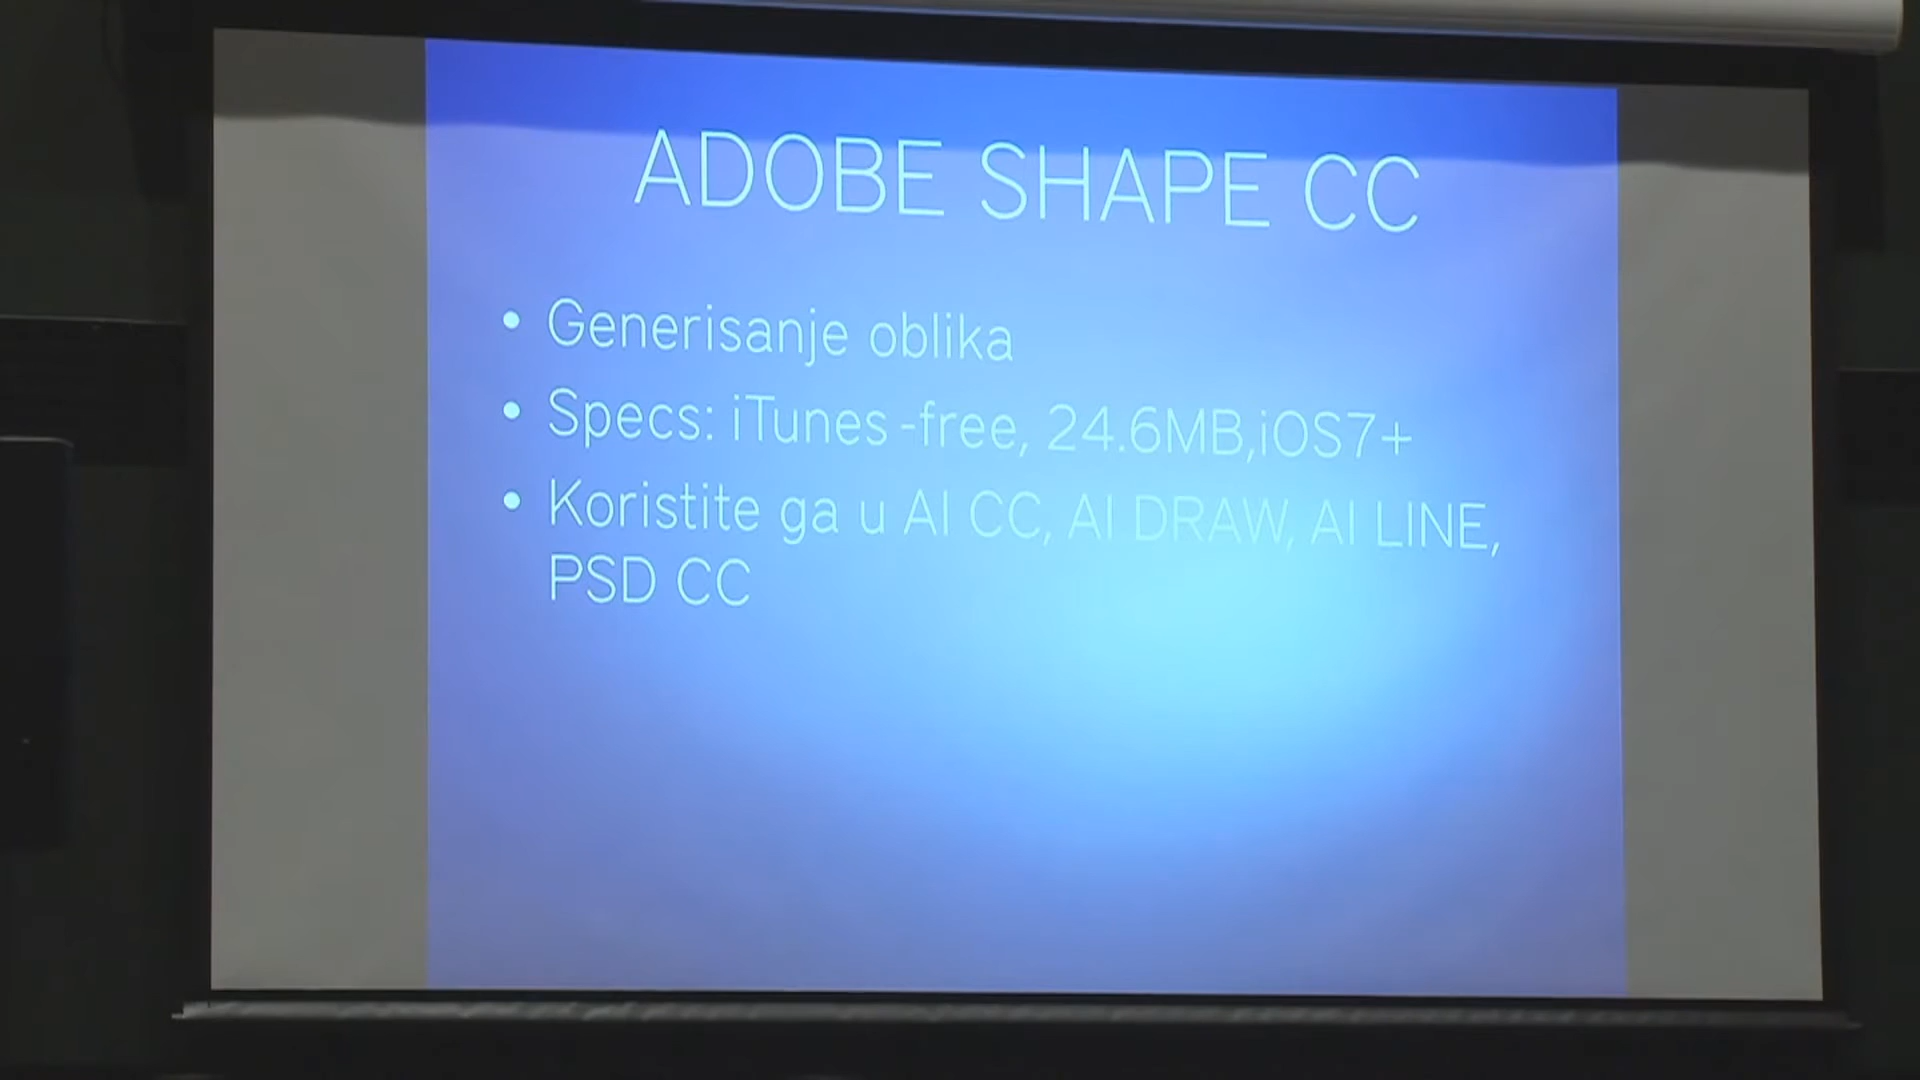 ADOBE SHAPE CC
• Generisanje oblika
• Specs: iTunes -free, 24.6MB,iOS7+
• Koristite ga u AI CC, AI DRAW, AI LINE,
PSD CC